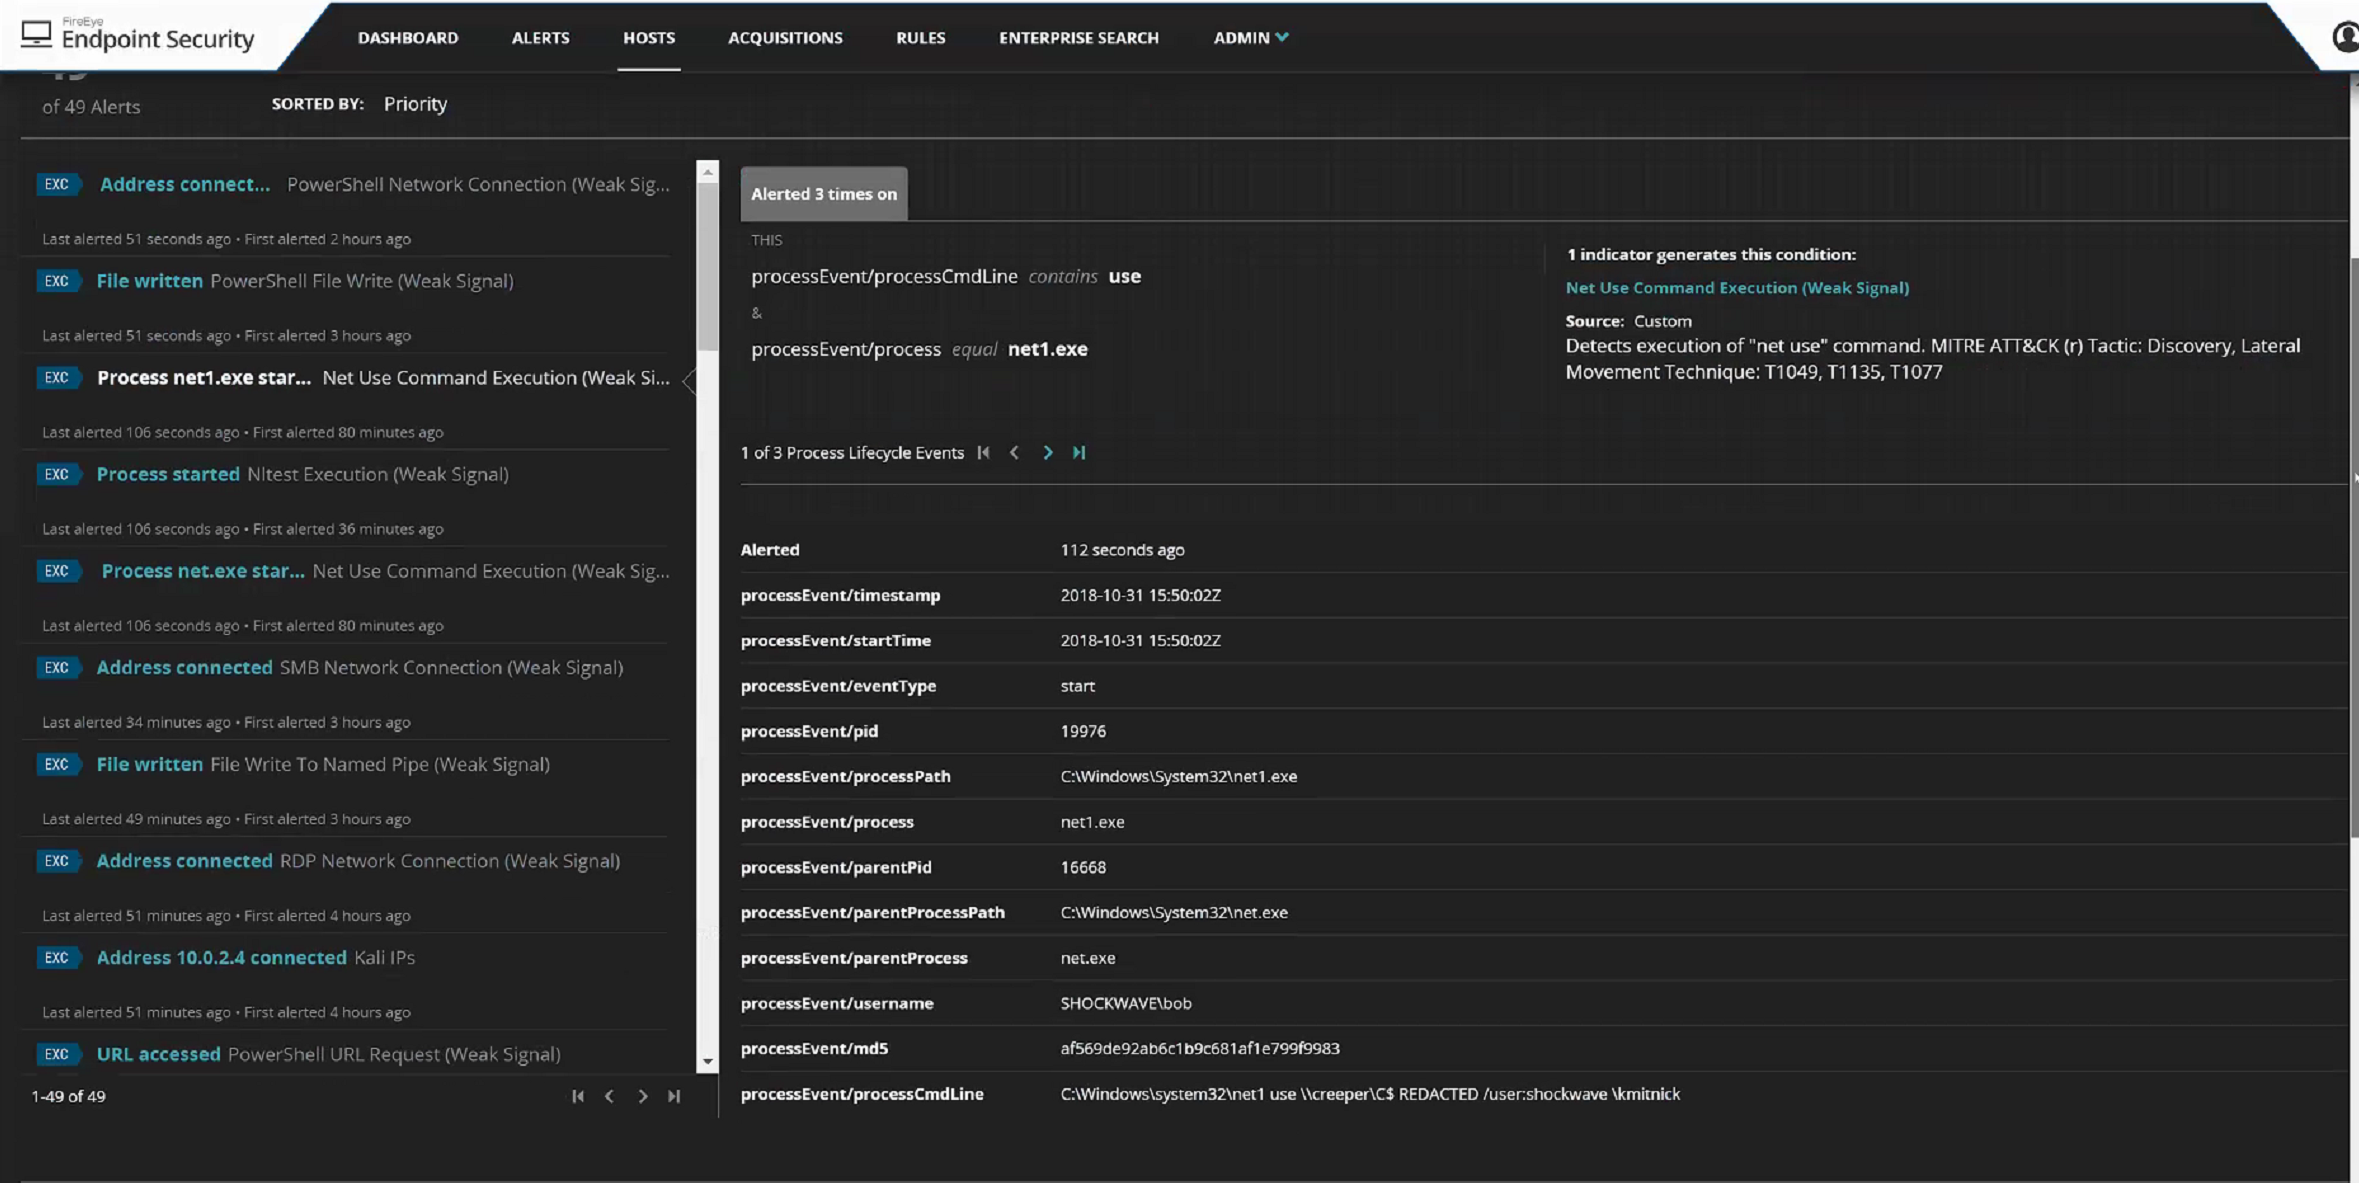 FireEye
Endpoint Security
DASHBOARD ALERTS HOSTS ACQUISITIONS RULES ENTERPRISE SEARCH ADMIN
of 49 Alerts SORTED BY: Priority
EXC Address connect... PowerShell Network Connection (Weak Sig...
Last alerted 51 seconds ago • First alerted 2 hours ago
EXC File written PowerShell File Write (Weak Signal)
Last alerted 51 seconds ago • First alerted 3 hours ago
EXC Process net1.exe star... Net Use Command Execution (Weak Si...
Last alerted 106 seconds ago • First alerted 80 minutes ago
EXC Process started Nltest Execution (Weak Signal)
Last alerted 106 seconds ago • First alerted 36 minutes ago
EXC Process net.exe star... Net Use Command Execution (Weak Sig...
Last alerted 106 seconds ago • First alerted 80 minutes ago
EXC Address connected SMB Network Connection (Weak Signal)
Last alerted 34 minutes ago • First alerted 3 hours ago
EXC File written File Write To Named Pipe (Weak Signal)
Last alerted 49 minutes ago • First alerted 3 hours ago
EXC Address connected RDP Network Connection (Weak Signal)
Last alerted 51 minutes ago • First alerted 4 hours ago
EXC Address 10.0.2.4 connected Kali IPs
Last alerted 51 minutes ago • First alerted 4 hours ago
EXC URL accessed PowerShell URL Request (Weak Signal)
1-49 of 49
Alerted 3 times on
THIS
processEvent/processCmdLine contains use
&
processEvent/process equal net1.exe
1 indicator generates this condition:
Net Use Command Execution (Weak Signal)
Source: Custom
Detects execution of "net use" command. MITRE ATT&CK (r) Tactic: Discovery, Lateral
Movement Technique: T1049, T1135, T1077
1 of 3 Process Lifecycle Events
Alerted 112 seconds ago
processEvent/timestamp 2018-10-31 15:50:02Z
processEvent/startTime 2018-10-31 15:50:02Z
processEvent/eventType start
processEvent/pid 19976
processEvent/processPath C:\Windows\System32\net1.exe
processEvent/process net1.exe
processEvent/parentPid 16668
processEvent/parentProcessPath C:\Windows\System32\net.exe
processEvent/parentProcess net.exe
processEvent/username SHOCKWAVE\bob
processEvent/md5 af569de92ab6c1b9c681af1e799f9983
processEvent/processCmdLine C:\Windows\system32\net1 use \\creeper\C$ REDACTED /user:shockwave \kmitnick